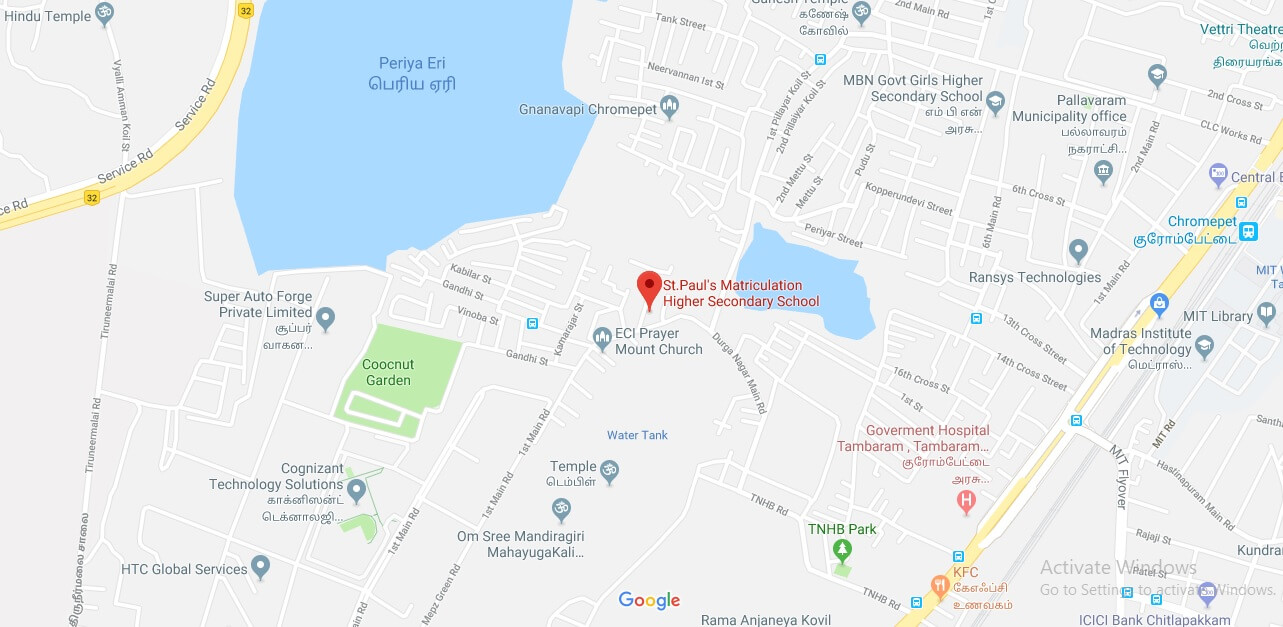 Hindu Temple
32
Periya Eri
பெரிய ஏரி
Tank Street
கணேஷ்
கோவில்
2nd Main Rd
Vettri Theatre
திரையரங்
Neervannan 1st St
Gnanavapi Chromepet
MBN Govt Girls Higher
Secondary School
எம் பி என்
அரசு...
Pallavaram
Municipality office
பல்லாவரம்
நகராட்சி...
2nd Cross St
CLC Works Rd
2nd Main Rd
Vyalli Amman Koil St
Service Rd
Service Rd
32
ce Rd
1st Pillayar Koil St
2nd Pillaiyar Koil St
2nd Mettu St
Mettu St
Pudu St
Kopperundevi Street
Periyar Street
6th Cross St
6th Main Rd
Central
Chromepet
குரோம்பேட்டை
Ransys Technologies
1st Main Rd
Tiruneermalai Rd
Super Auto Forge
Private Limited
சூப்பர்
வாகன...
Kabilar St
Gandhi St
Vinoba St
Kamarajar St
Gandhi St
St.Paul's Matriculation
Higher Secondary School
ECI Prayer
Mount Church
Durga Nagar Main Rd
13th Cross Street
14th Cross Street
16th Cross St
1st St
MIT
MIT Library
Madras Institute
of Technology
மெட்ராஸ்...
Coocnut
Garden
Tiruneermalai Rd
1st Main Rd
Water Tank
Goverment Hospital
Tambaram , Tambaram...
குரோம்பேட்டை
அரசு...
MIT Rd
MIT Flyover
Hasfinapuram Main Rd
Cognizant
Technology Solutions
காக்னிஸன்ட்
டெக்னாலஜி...
Temple
டெம்பிள்
1st Main Rd
1st Main Rd
Om Sree Mandiragiri
MahayugaKali...
TNHB Rd
TNHB Park
TNHB Rd
HTC Global Services
திருநீர்மலை சாலை
Mepz Green Rd
1st Main Rd
Google
Rama Anjaneya Kovil
KFC
கேஎஃப்சி
உணவகம்
Rajaji St
Patel St
Kundran
Activate Windows
Go to Settings to activate Windows.
ICICI Bank Chitlapakkam